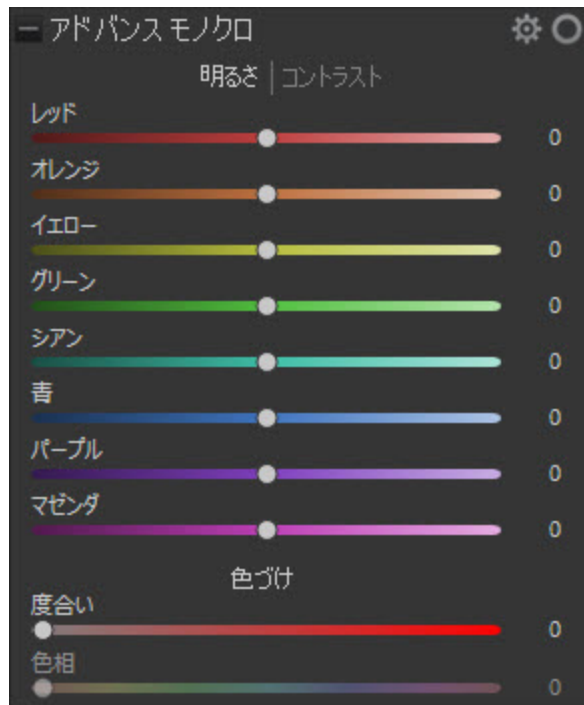 アドバンス モノクロ
明るさ | コントラスト
レッド
0
オレンジ
0
イエロー
0
グリーン
0
シアン
0
青
0
パープル
0
マゼンダ
0
色づけ
度合い
0
色相
0